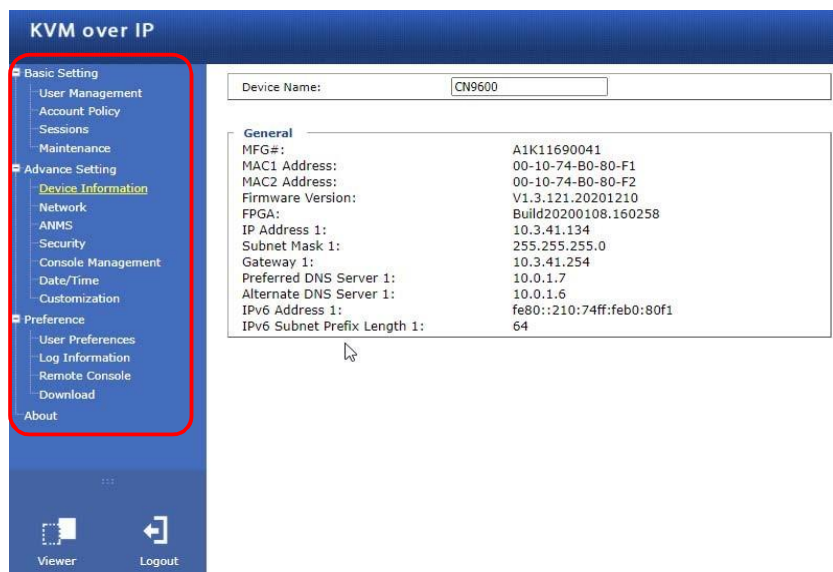 KVM over IP
Basic Setting
User Management
Account Policy
Sessions
Maintenance
Advance Setting
Device Information
Network
ANMS
Security
Console Management
Date/Time
Customization
Preference
User Preferences
Log Information
Remote Console
Download
About
Viewer Logout
Device Name: CN9600
General
MFG#: A1K11690041
MAC1 Address: 00-10-74-B0-80-F1
MAC2 Address: 00-10-74-B0-80-F2
Firmware Version: V1.3.121.20201210
FPGA: Build20200108.160258
IP Address 1: 10.3.41.134
Subnet Mask 1: 255.255.255.0
Gateway 1: 10.3.41.254
Preferred DNS Server 1: 10.0.1.7
Alternate DNS Server 1: 10.0.1.6
IPv6 Address 1: fe80::210:74ff:feb0:80f1
IPv6 Subnet Prefix Length 1: 64